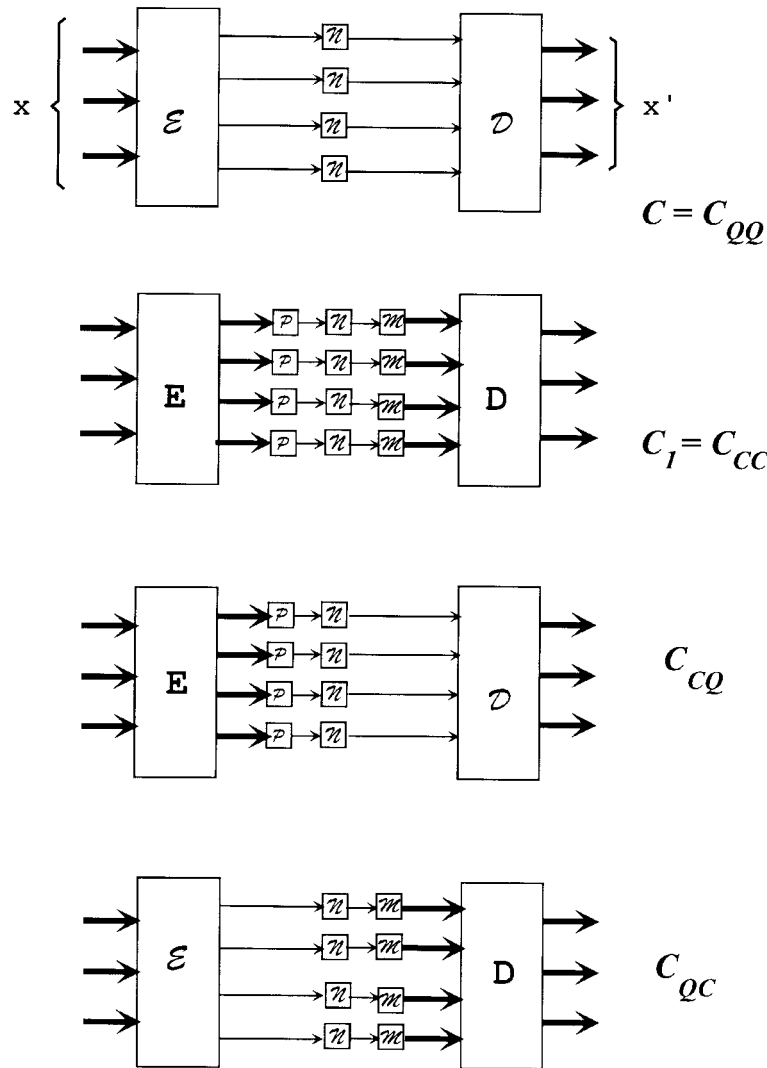 𝒩
𝒩
x ℰ 𝒩 𝒟 x'
𝒩
C = C_QQ
𝒫 𝒩 ℳ
𝒫 𝒩 ℳ
E 𝒫 𝒩 ℳ D
𝒫 𝒩 ℳ
C_1 = C_CC
𝒫 𝒩
𝒫 𝒩
E 𝒫 𝒩 𝒟 C_CQ
𝒫 𝒩
𝒩 ℳ
𝒩 ℳ
ℰ 𝒩 ℳ D C_QC
𝒩 ℳ